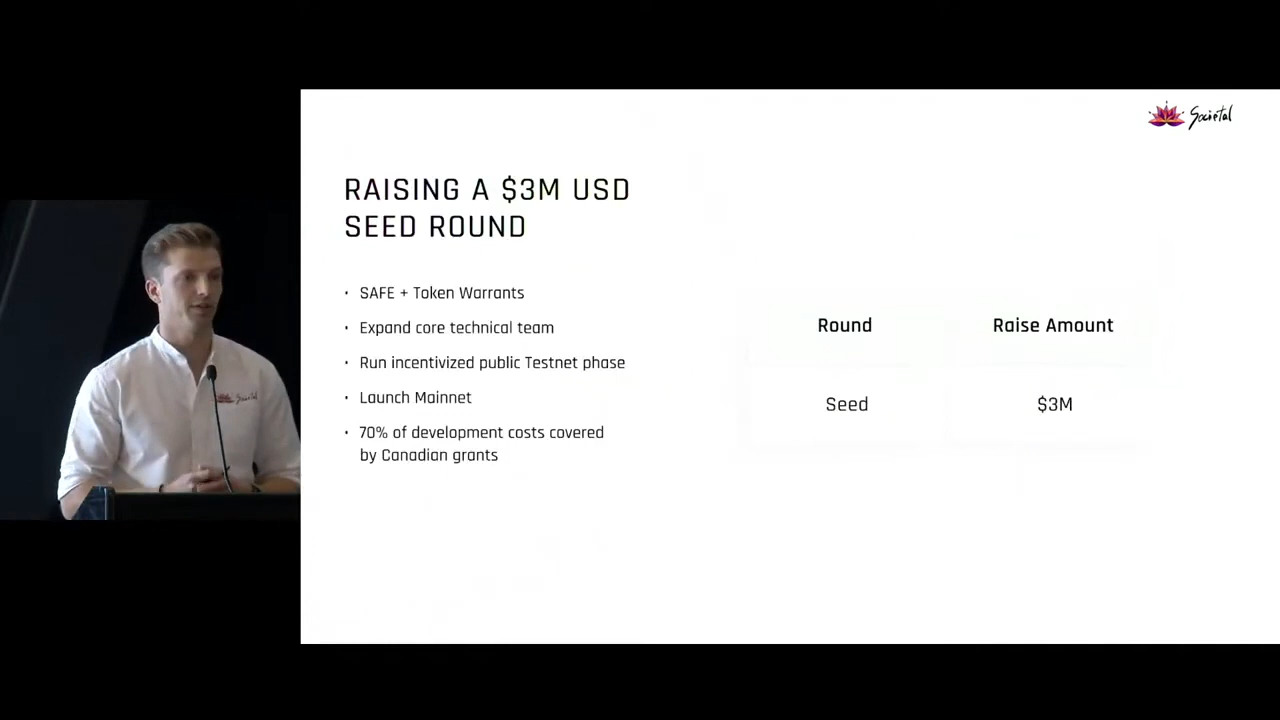 Societal
RAISING A $3M USD
SEED ROUND
· SAFE + Token Warrants
· Expand core technical team
· Run incentivized public Testnet phase
· Launch Mainnet
· 70% of development costs covered
by Canadian grants
Round Raise Amount
Seed $3M
Societal